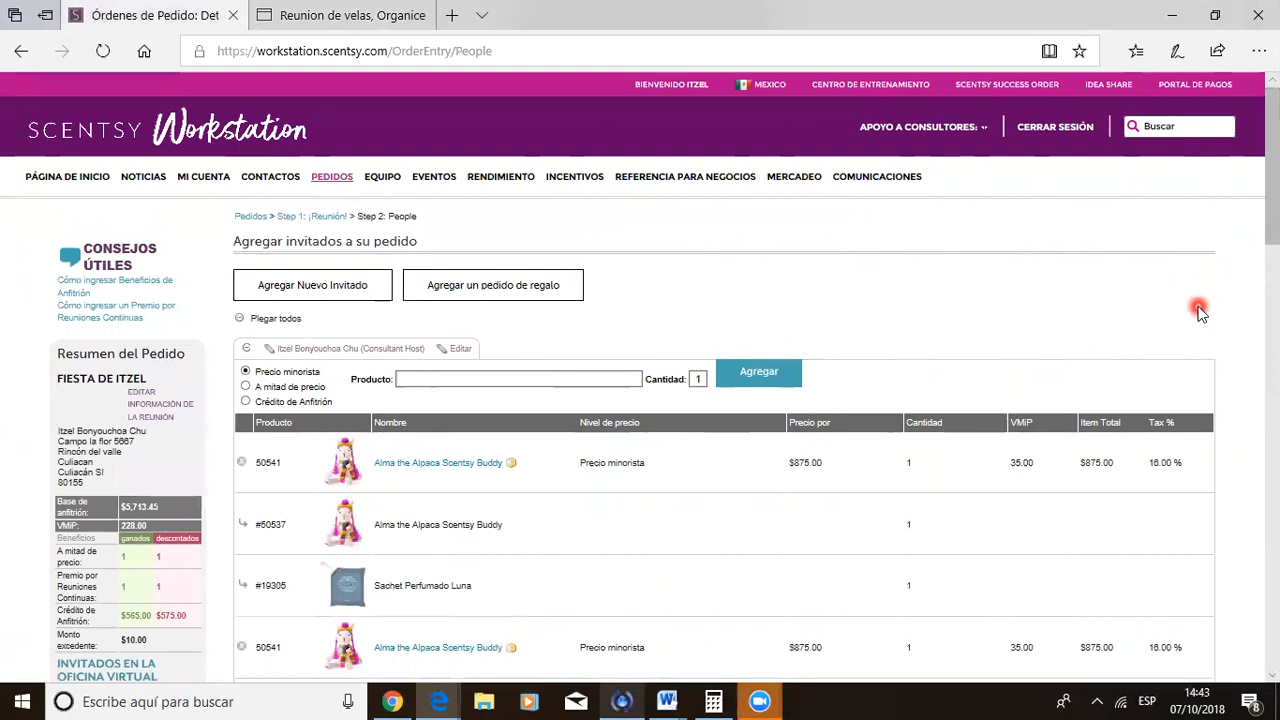 Órdenes de Pedido: Det
Reunion de velas, Organice
https://workstation.scentsy.com/OrderEntry/People
BIENVENIDO ITZEL
MEXICO
CENTRO DE ENTRENAMIENTO
SCENTSY SUCCESS ORDER
IDEA SHARE
PORTAL DE PAGOS
SCENTSY Workstation
APOYO A CONSULTORES:
CERRAR SESIÓN
Buscar
PÁGINA DE INICIO
NOTICIAS
MI CUENTA
CONTACTOS
PEDIDOS
EQUIPO
EVENTOS
RENDIMIENTO
INCENTIVOS
REFERENCIA PARA NEGOCIOS
MERCADEO
COMUNICACIONES
Pedidos > Step 1: ¡Reunión! > Step 2: People
CONSEJOS
ÚTILES
Cómo ingresar Beneficios de
Anfitrión
Cómo ingresar un Premio por
Reuniones Continuas
Resumen del Pedido
FIESTA DE ITZEL
EDITAR
INFORMACIÓN DE
LA REUNIÓN
Itzel Bonyouchoa Chu
Campo la flor 5667
Rincón del valle
Culiacan
Culiacán SI
80155
Base de
anfitrión:
$5,713.45
VMiP:
228.00
Beneficios
ganados
descontados
A mitad de
precio:
1
1
Premio por
Reuniones
Continuas:
1
1
Crédito de
Anfitrión:
$565.00
$575.00
Monto
excedente:
$10.00
INVITADOS EN LA
OFICINA VIRTUAL
Agregar invitados a su pedido
Agregar Nuevo Invitado
Agregar un pedido de regalo
Plegar todos
Itzel Bonyouchoa Chu (Consultant Host)
Editar
Precio minorista
A mitad de precio
Crédito de Anfitrión
Producto:
Cantidad:
1
Agregar
Producto
Nombre
Nivel de precio
Precio por
Cantidad
VMiP
Item Total
Tax %
50541
Alma the Alpaca Scentsy Buddy
Precio minorista
$875.00
1
35.00
$875.00
16.00 %
#50537
Alma the Alpaca Scentsy Buddy
1
#19305
Sachet Perfumado Luna
1
50541
Alma the Alpaca Scentsy Buddy
Precio minorista
$875.00
1
35.00
$875.00
16.00 %
Escribe aquí para buscar
ESP
14:43
07/10/2018
8